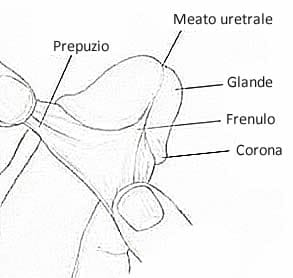 Meato uretrale
Prepuzio
Glande
Frenulo
Corona